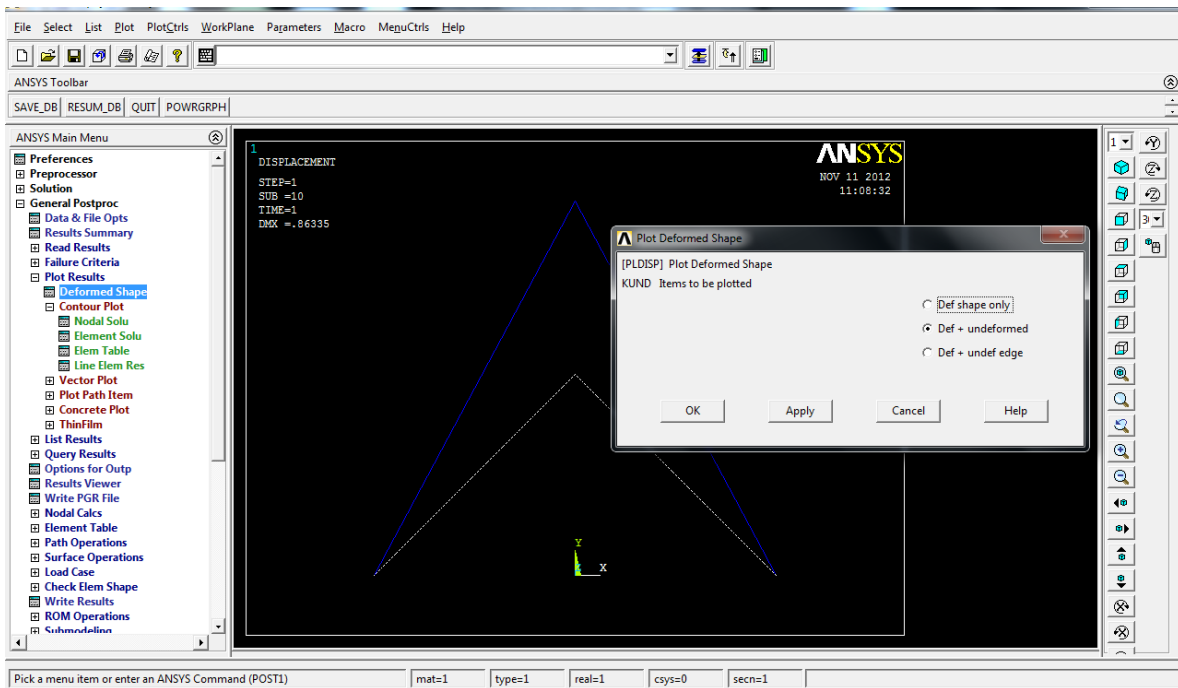 File Select List Plot PlotCtrls WorkPlane Parameters Macro MenuCtrls Help
ANSYS Toolbar
SAVE_DB RESUM_DB QUIT POWRGRPH
ANSYS Main Menu
Preferences
Preprocessor
Solution
General Postproc
Data & File Opts
Results Summary
Read Results
Failure Criteria
Plot Results
Deformed Shape
Contour Plot
Nodal Solu
Element Solu
Elem Table
Line Elem Res
Vector Plot
Plot Path Item
Concrete Plot
ThinFilm
List Results
Query Results
Options for Outp
Results Viewer
Write PGR File
Nodal Calcs
Element Table
Path Operations
Surface Operations
Load Case
Check Elem Shape
Write Results
ROM Operations
Submodeling
1
DISPLACEMENT
STEP=1
SUB =10
TIME=1
DMX =.86335
ANSYS
NOV 11 2012
11:08:32
Y
X
Plot Deformed Shape
[PLDISP] Plot Deformed Shape
KUND Items to be plotted
Def shape only
Def + undeformed
Def + undef edge
OK Apply Cancel Help
1
Pick a menu item or enter an ANSYS Command (POST1) mat=1 type=1 real=1 csys=0 secn=1